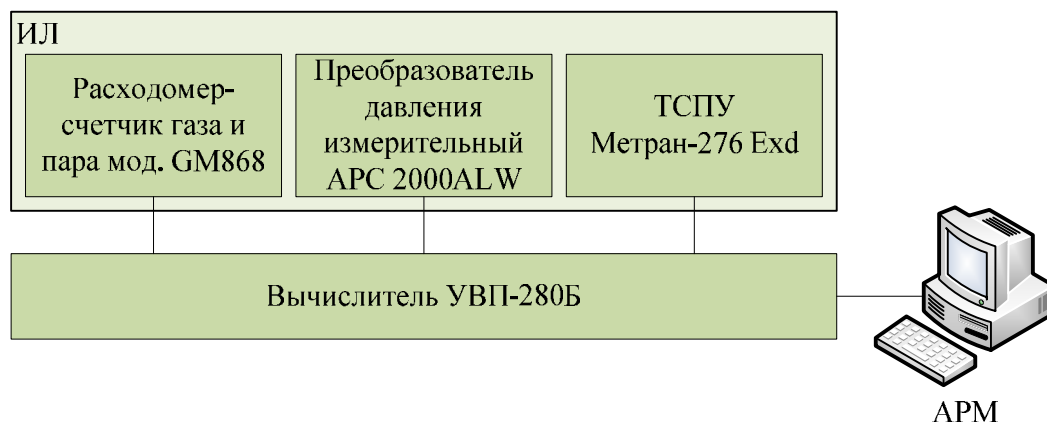 ИЛ
Расходомер-
счетчик газа и
пара мод. GM868
Преобразователь
давления
измерительный
АРС 2000ALW
ТСПУ
Метран-276 Exd
Вычислитель УВП-280Б
АРМ